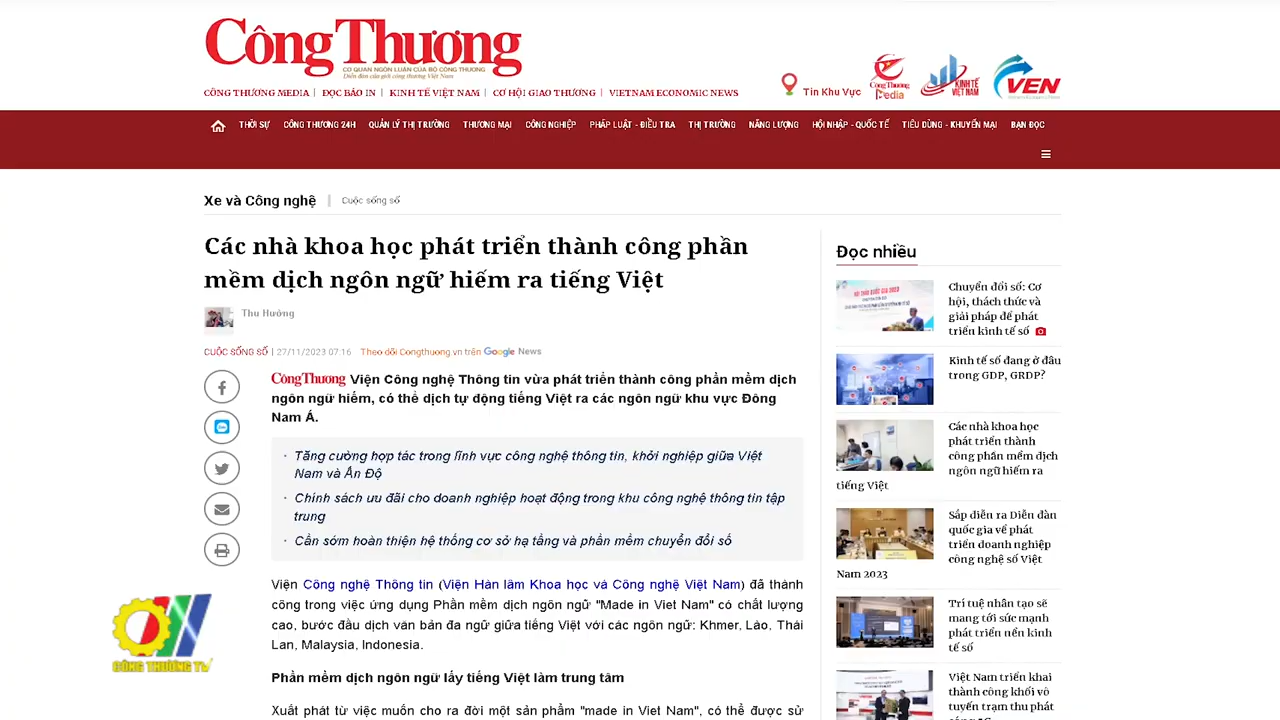 Công Thương
CƠ QUAN NGÔN LUẬN CỦA BỘ CÔNG THƯƠNG
Diễn đàn của giới công thương Việt Nam
CÔNG THƯƠNG MEDIA | ĐỌC BÁO IN | KINH TẾ VIỆT NAM | CƠ HỘI GIAO THƯƠNG | VIETNAM ECONOMIC NEWS
Tin Khu Vực
Công Thương
Media
KINH TẾ
VIỆT NAM
VEN
THỜI SỰ CÔNG THƯƠNG 24H QUẢN LÝ THỊ TRƯỜNG THƯƠNG MẠI CÔNG NGHIỆP PHÁP LUẬT - ĐIỀU TRA THỊ TRƯỜNG NĂNG LƯỢNG HỘI NHẬP - QUỐC TẾ TIÊU DÙNG - KHUYẾN MẠI BẠN ĐỌC
Xe và Công nghệ | Cuộc sống số
Các nhà khoa học phát triển thành công phần
mềm dịch ngôn ngữ hiếm ra tiếng Việt
Thu Hường
CUỘC SỐNG SỐ | 27/11/2023 07:16 Theo dõi Congthuong.vn trên Google News
CôngThương Viện Công nghệ Thông tin vừa phát triển thành công phần mềm dịch
ngôn ngữ hiếm, có thể dịch tự động tiếng Việt ra các ngôn ngữ khu vực Đông
Nam Á.
· Tăng cường hợp tác trong lĩnh vực công nghệ thông tin, khởi nghiệp giữa Việt
Nam và Ấn Độ
· Chính sách ưu đãi cho doanh nghiệp hoạt động trong khu công nghệ thông tin tập
trung
· Cần sớm hoàn thiện hệ thống cơ sở hạ tầng và phần mềm chuyển đổi số
Viện Công nghệ Thông tin (Viện Hàn lâm Khoa học và Công nghệ Việt Nam) đã thành
công trong việc ứng dụng Phần mềm dịch ngôn ngữ "Made in Viet Nam" có chất lượng
cao, bước đầu dịch văn bản đa ngữ giữa tiếng Việt với các ngôn ngữ: Khmer, Lào, Thái
Lan, Malaysia, Indonesia.
Phần mềm dịch ngôn ngữ lấy tiếng Việt làm trung tâm
Xuất phát từ việc muốn cho ra đời một sản phẩm "made in Viet Nam", có thể được sử
Đọc nhiều
Chuyển đổi số: Cơ
hội, thách thức và
giải pháp để phát
triển kinh tế số
Kinh tế số đang ở đâu
trong GDP, GRDP?
Các nhà khoa học
phát triển thành
công phần mềm dịch
ngôn ngữ hiếm ra
tiếng Việt
Sắp diễn ra Diễn đàn
quốc gia về phát
triển doanh nghiệp
công nghệ số Việt
Nam 2023
Trí tuệ nhân tạo sẽ
mang tới sức mạnh
phát triển nền kinh
tế số
Việt Nam triển khai
thành công khối vô
tuyến trạm thu phát
CÔNG THƯƠNG TV